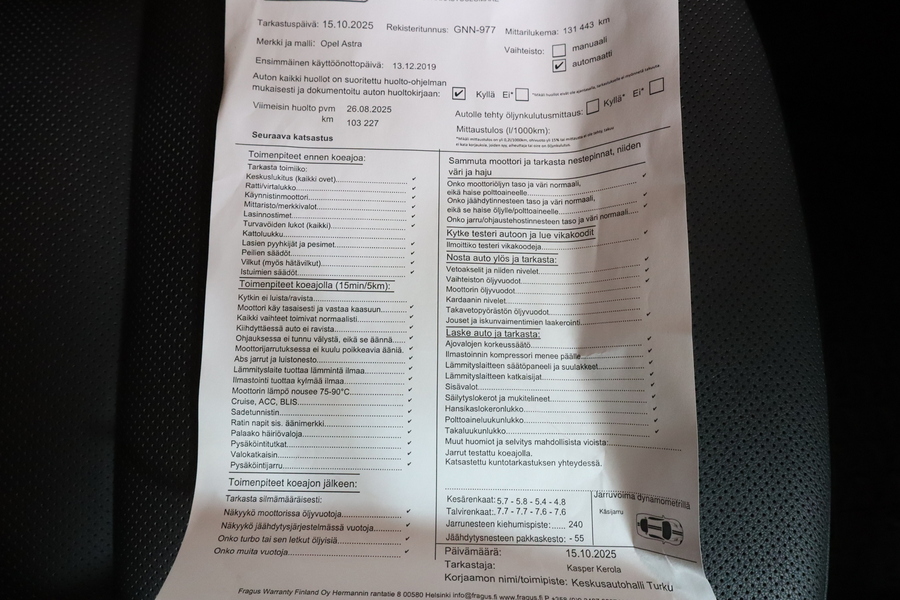 Tarkastuspäivä: 15.10.2025 Rekisteritunnus: GNN-977 Mittarilukema: 131 443 km
Merkki ja malli: Opel Astra
Vaihteisto: manuaali
automaatti
Ensimmäinen käyttöönottopäivä: 13.12.2019
Auton kaikki huollot on suoritettu huolto-ohjelman
mukaisesti ja dokumentoitu auton huoltokirjaan: Kyllä Ei*
Autolle tehty öljynkulutusmittaus: Kyllä* Ei*
Viimeisin huolto pvm 26.08.2025
km 103 227
Mittaustulos (l/1000km):
Seuraava katsastus
Toimenpiteet ennen koeajoa:
Tarkasta toimiiko:
Keskuslukitus (kaikki ovet)
Ratti/virtalukko
Käynnistinmoottori
Mittaristo/merkkivalot
Lasinnostimet
Turvavöiden lukot (kaikki)
Kattoluukku
Lasien pyyhkijät ja pesimet
Peilien säädöt
Vilkut (myös hätävilkut)
Istuimien säädöt
Toimenpiteet koeajolla (15min/5km):
Kytkin ei luista/ravista
Moottori käy tasaisesti ja vastaa kaasuun
Kaikki vaihteet toimivat normaalisti
Kiihdyttäessä auto ei ravista
Ohjauksessa ei tunnu välystä, eikä se äännä
Moottorijarrutuksessa ei kuulu poikkeavia ääniä.
Abs jarrut ja luistonesto
Lämmityslaite tuottaa lämmintä ilmaa
Ilmastointi tuottaa kylmää ilmaa
Moottorin lämpö nousee 75-90°C
Cruise, ACC, BLIS
Sadetunnistin
Ratin napit sis. äänimerkki
Palaako häiriövaloja
Pysäköintitutkat
Valokatkaisin
Pysäköintijarru
Toimenpiteet koeajon jälkeen:
Tarkasta silmämääräisesti:
Näkyykö moottorissa öljyvuotoja
Näkyykö jäähdytysjärjestelmässä vuotoja
Onko turbo tai sen letkut öljyisiä
Onko muita vuotoja
Sammuta moottori ja tarkasta nestepinnat, niiden
väri ja haju
Onko moottoriöljyn taso ja väri normaali,
eikä haise polttoaineelle
Onko jäähdytinnesteen taso ja väri normaali,
eikä se haise öljylle/polttoaineelle
Onko jarru/ohjaustehostinnesteen taso ja väri normaali
Kytke testeri autoon ja lue vikakoodit
Ilmoittiko testeri vikakoodeja
Nosta auto ylös ja tarkasta:
Vetoakselit ja niiden nivelet
Vaihteiston öljyvuodot
Moottorin öljyvuodot
Kardaanin nivelet
Takavetopyörästön öljyvuodot
Jouset ja iskunvaimentimien laakerointi
Laske auto ja tarkasta:
Ajovalojen korkeussäätö
Ilmastoinnin kompressori menee päälle
Lämmityslaitteen säätöpaneeli ja suulakkeet
Lämmityslaitteen katkaisijat
Sisävalot
Säilytyslokerot ja mukitelineet
Hansikaslokeronlukko
Polttoaineluukunlukko
Takaluukunlukko
Muut huomiot ja selvitys mahdollisista vioista:
Jarrut testattu koeajolla.
Katsastettu kuntotarkastuksen yhteydessä.
Kesärenkaat: 5.7 - 5.8 - 5.4 - 4.8
Talvirenkaat: 7.7 - 7.7 - 7.6 - 7.6
Jarrunesteen kiehumispiste: 240
Jäähdytysnesteen pakkaskesto: - 55
Jarruvoima dynamometrillä
Käsijarru
Päivämäärä: 15.10.2025
Tarkastaja: Kasper Kerola
Korjaamon nimi/toimipiste: Keskusautohalli Turku
Fragus Warranty Finland Oy Hermannin rantatie 8 00580 Helsinki info@fragus.fi www.fragus.fi